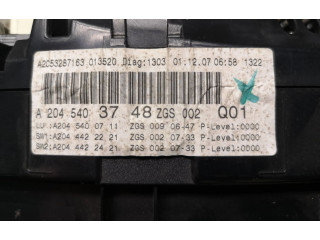 A2C53287163 013520 Diag:1303 01.12.07 06:58 1322
A 204 540 37 48 ZGS 002 Q01
LU:A204 540 07 11 ZGS 009 06-47 P-Level:0000
SW1:A204 442 22 21 ZGS 002 07-33 P-Level:0000
SW2:A204 442 24 21 ZGS 002 07-33 P-Level:0000